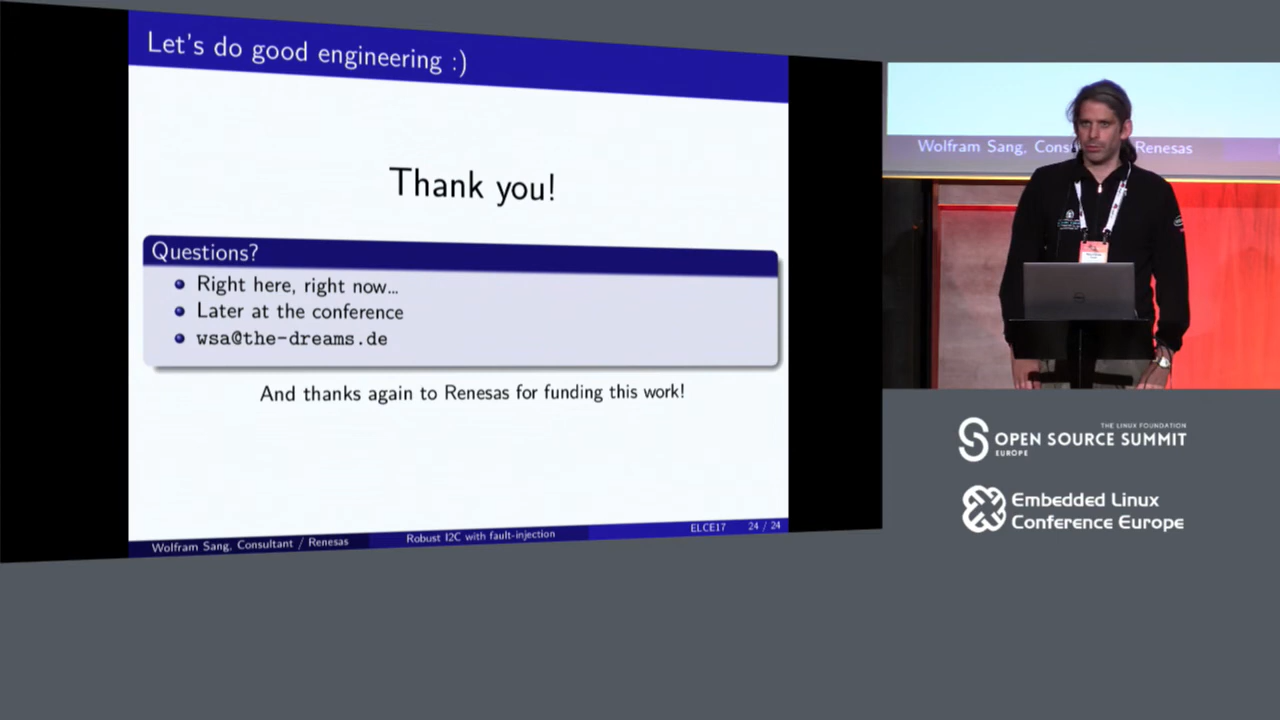 Let's do good engineering :)
Thank you!
Questions?
Right here, right now...
Later at the conference
wsa@the-dreams.de
And thanks again to Renesas for funding this work!
Wolfram Sang, Consultant / Renesas
Robust I2C with fault-injection
ELCE17
24 / 24
Wolfram Sang, Cons Renesas
THE LINUX FOUNDATION
OPEN SOURCE SUMMIT
EUROPE
Embedded Linux
Conference Europe